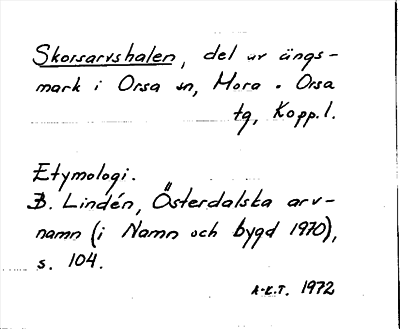 Skorsarvshalen, del av ängs-
mark i Orsa sn, Mora o. Orsa
tg, Kopp.l.
Etymologi.
B. Lindén, Österdalska arv-
namn (i Namn och bygd 1970),
s. 104.
A-K.T. 1972